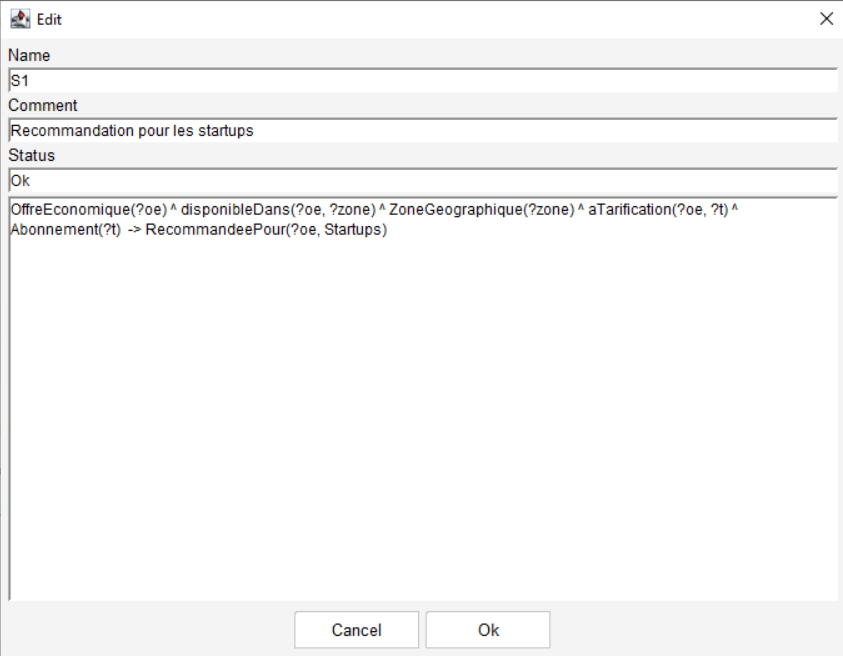 Edit
Name
S1
Comment
Recommandation pour les startups
Status
Ok
OffreEconomique(?oe) ^ disponibleDans(?oe, ?zone) ^ ZoneGeographique(?zone) ^ aTarification(?oe, ?t) ^
Abonnement(?t) -> RecommandeePour(?oe, Startups)
Cancel
Ok